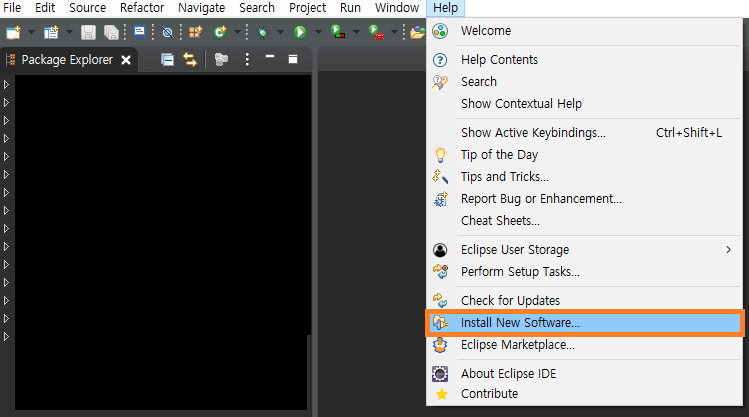 File Edit Source Refactor Navigate Search Project Run Window Help
Package Explorer
Welcome
Help Contents
Search
Show Contextual Help
Show Active Keybindings... Ctrl+Shift+L
Tip of the Day
Tips and Tricks...
Report Bug or Enhancement...
Cheat Sheets...
Eclipse User Storage
Perform Setup Tasks...
Check for Updates
Install New Software...
Eclipse Marketplace...
About Eclipse IDE
Contribute